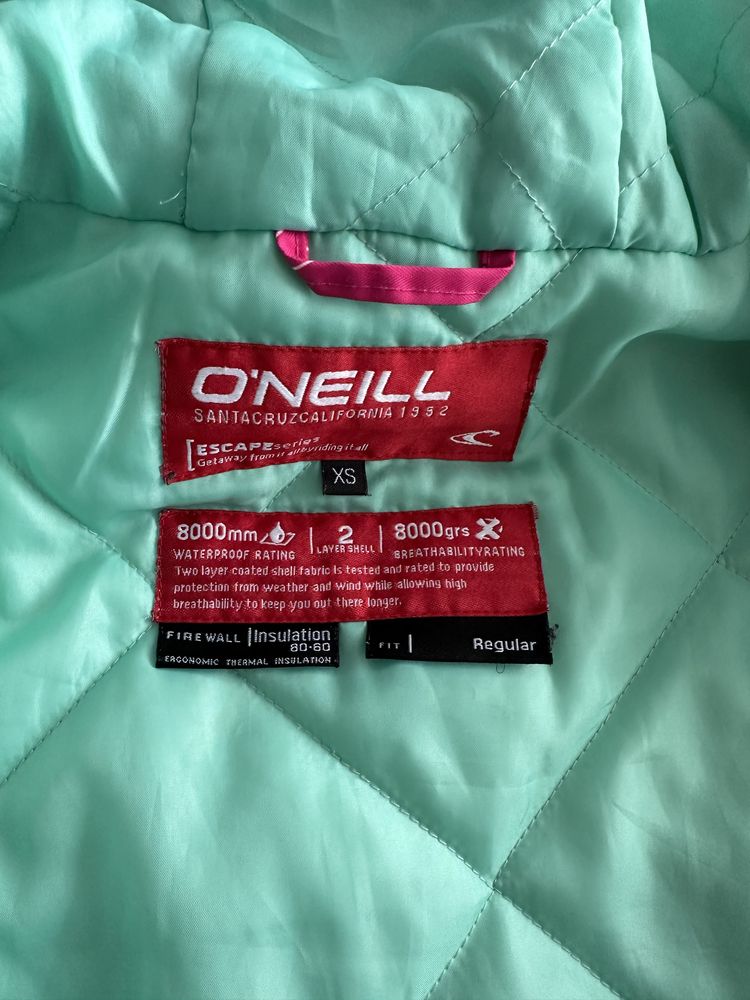 O'NEILL
SANTACRUZCALIFORNIA 1952
[ESCAPEseries
Getaway from it allbyriding it all
XS
8000mm | 2 | 8000grs
WATERPROOF RATING LAYER SHELL BREATHABILITYRATING
Two layer coated shell fabric is tested and rated to provide
protection from weather and wind while allowing high
breathability to keep you out there longer.
FIREWALL | Insulation
80-60
ERGONOMIC THERMAL INSULATION
FIT | Regular